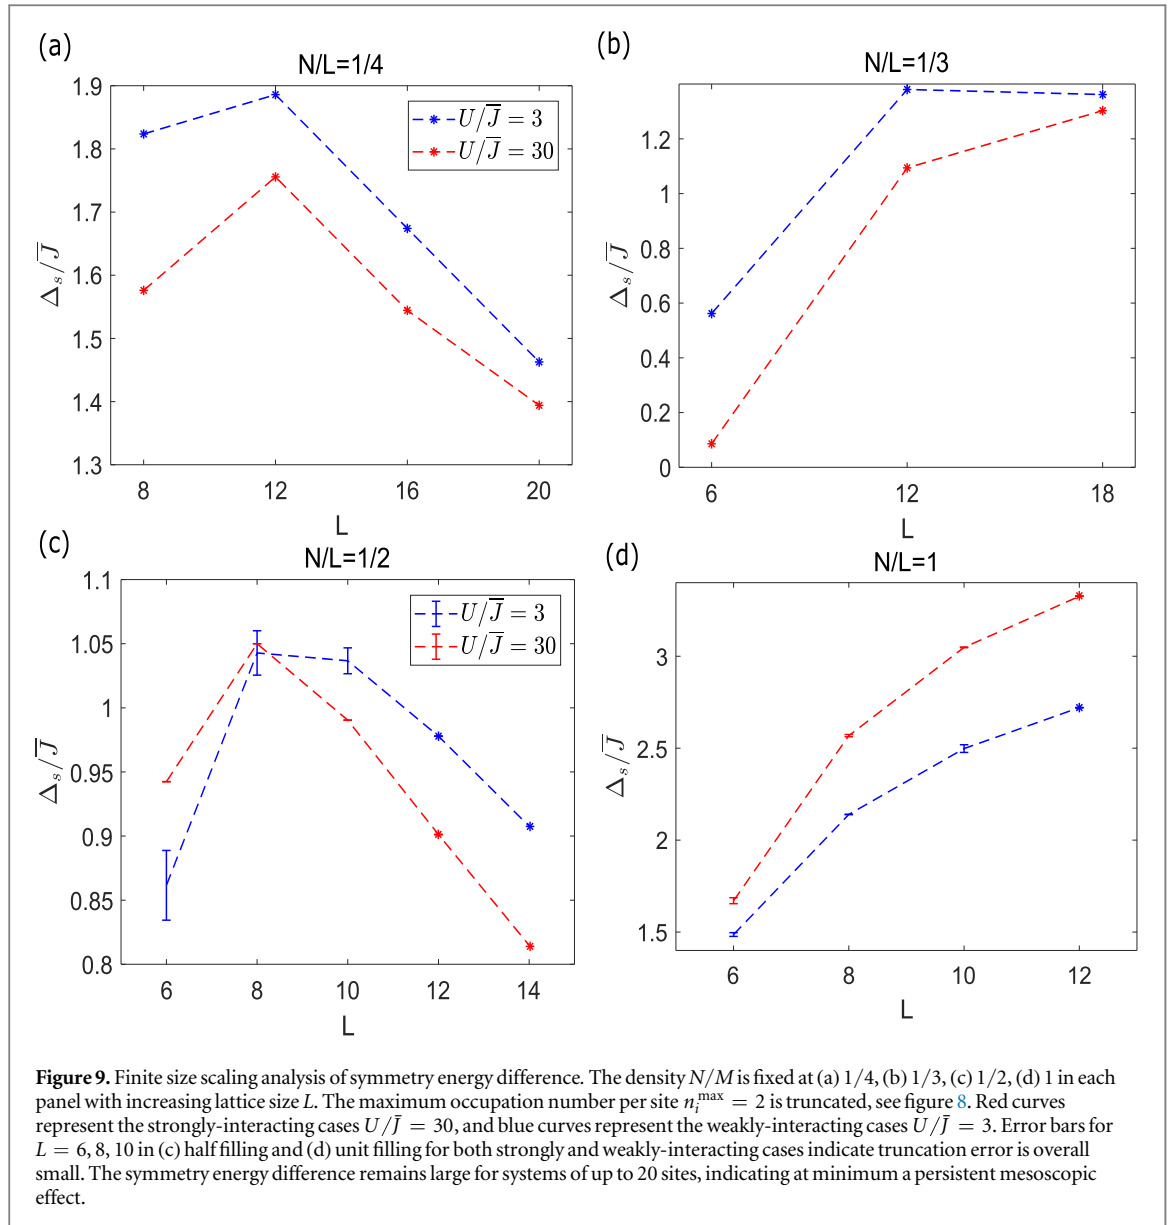 (a)
N/L=1/4
1.9
1.8
1.7
1.6
1.5
1.4
1.3
Δs/J̅
U/J̅ = 3
U/J̅ = 30
8 12 16 20
L
(b)
N/L=1/3
1.2
1
0.8
0.6
0.4
0.2
0
Δs/J̅
6 12 18
L
(c)
N/L=1/2
1.1
1.05
1
0.95
0.9
0.85
0.8
Δs/J̅
U/J̅ = 3
U/J̅ = 30
6 8 10 12 14
L
(d)
N/L=1
3
2.5
2
1.5
Δs/J̅
6 8 10 12
L
Figure 9. Finite size scaling analysis of symmetry energy difference. The density N/M is fixed at (a) 1/4, (b) 1/3, (c) 1/2, (d) 1 in each
panel with increasing lattice size L. The maximum occupation number per site nᵢᵐᵃˣ = 2 is truncated, see figure 8. Red curves
represent the strongly-interacting cases U/J̅ = 30, and blue curves represent the weakly-interacting cases U/J̅ = 3. Error bars for
L = 6, 8, 10 in (c) half filling and (d) unit filling for both strongly and weakly-interacting cases indicate truncation error is overall
small. The symmetry energy difference remains large for systems of up to 20 sites, indicating at minimum a persistent mesoscopic
effect.